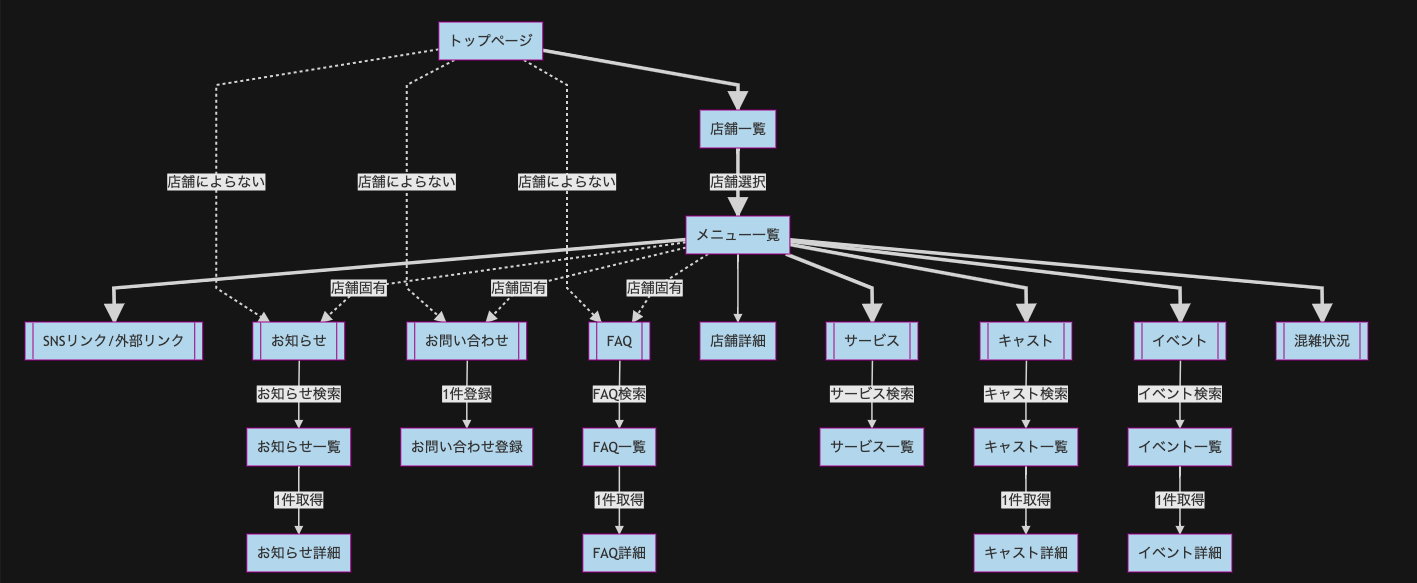 トップページ
店舗一覧
店舗によらない
店舗によらない
店舗によらない
店舗選択
メニュー一覧
店舗固有
店舗固有
店舗固有
SNSリンク/外部リンク
お知らせ
お問い合わせ
FAQ
店舗詳細
サービス
キャスト
イベント
混雑状況
お知らせ検索
1件登録
FAQ検索
サービス検索
キャスト検索
イベント検索
お知らせ一覧
お問い合わせ登録
FAQ一覧
サービス一覧
キャスト一覧
イベント一覧
1件取得
1件取得
1件取得
1件取得
お知らせ詳細
FAQ詳細
キャスト詳細
イベント詳細